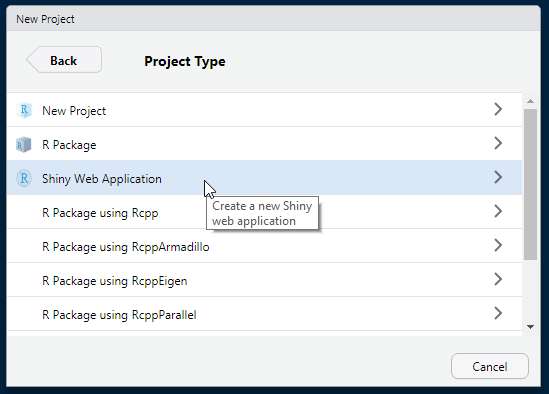 New Project
Back
Project Type
New Project
R Package
Shiny Web Application
Create a new Shiny
web application
R Package using Rcpp
R Package using RcppArmadillo
R Package using RcppEigen
R Package using RcppParallel
Cancel